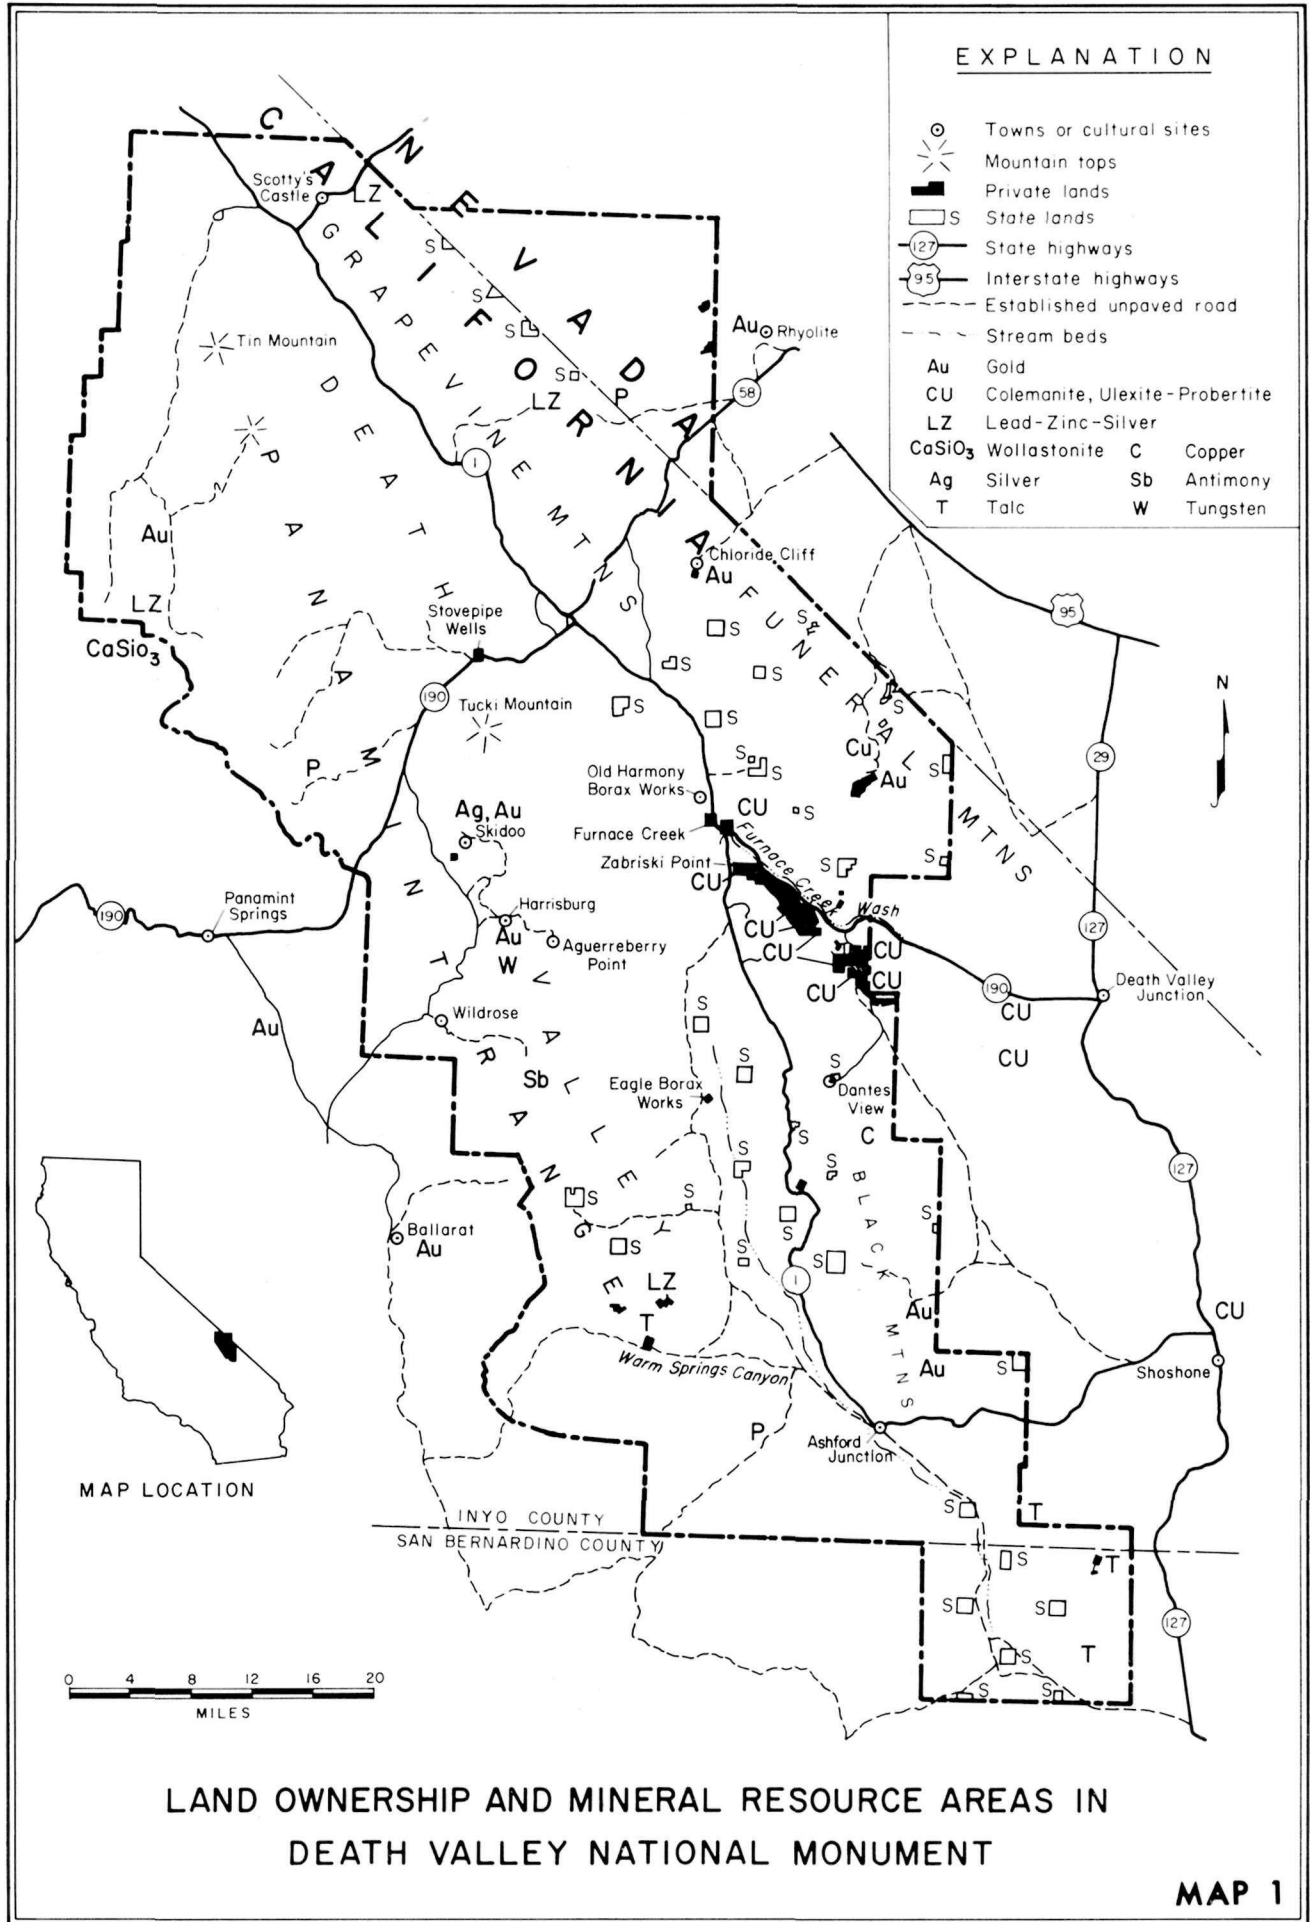 EXPLANATION
Towns or cultural sites
Mountain tops
Private lands
S State lands
127 State highways
95 Interstate highways
Established unpaved road
Stream beds
Au Gold
CU Colemanite, Ulexite-Probertite
LZ Lead-Zinc-Silver
CaSiO3 Wollastonite C Copper
Ag Silver Sb Antimony
T Talc W Tungsten
CALIFORNIA
NEVADA
Scotty's
Castle
LZ
GRAPEVINE MTNS
S
S
S
S
Tin Mountain
Au Rhyolite
58
LZ
P
DEATH VALLEY
PANAMINT RANGE
1
Au
Chloride Cliff
Au
FUNERAL MTNS
95
LZ
CaSio3
Stovepipe
Wells
S
S
S
S
190
Tucki Mountain
S
S
S
N
29
P
Cu
Au
S
S
S
Old Harmony
Borax Works
CU
S
Ag, Au
Skidoo
Furnace Creek
Furnace Creek Wash
Zabriski Point
CU
S
S
190
Panamint
Springs
Harrisburg
Au
W
Aguerreberry
Point
CU
CU
CU
CU
CU
127
190
Death Valley
Junction
CU
CU
Au
Wildrose
S
Sb
S
Eagle Borax
Works
S
Dantes
View
C
S
S
S
127
BLACK MTNS
S
S
S
S
Ballarat
Au
S
S
S
LZ
1
Au
CU
T
Warm Springs Canyon
Au
S
Shoshone
P
Ashford
Junction
MAP LOCATION
INYO COUNTY
SAN BERNARDINO COUNTY
S
T
S
T
S
S
127
S
T
S
S
0 4 8 12 16 20
MILES
LAND OWNERSHIP AND MINERAL RESOURCE AREAS IN
DEATH VALLEY NATIONAL MONUMENT
MAP 1